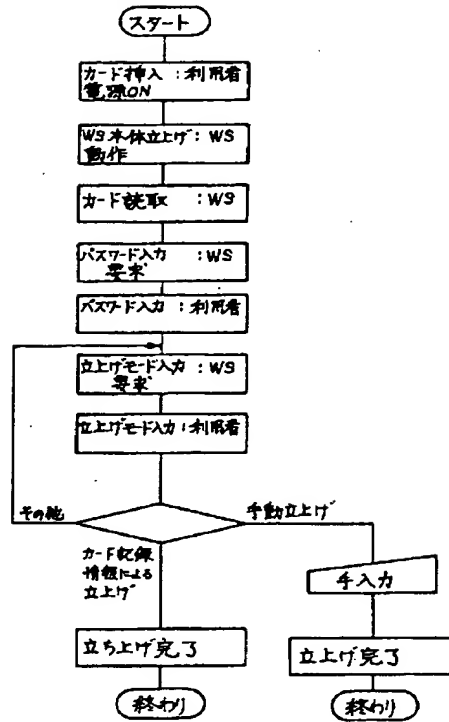 スタート
カード挿入：利用者
電源ON
WS本体立上げ：WS
動作
カード読取　：WS
パスワード入力：WS
要求
パスワード入力：利用者
立上げモード入力：WS
要求
立上げモード入力：利用者
その他
手動立上げ
カード記録
情報による
立上げ
手入力
立ち上げ完了
立上げ完了
終わり
終わり